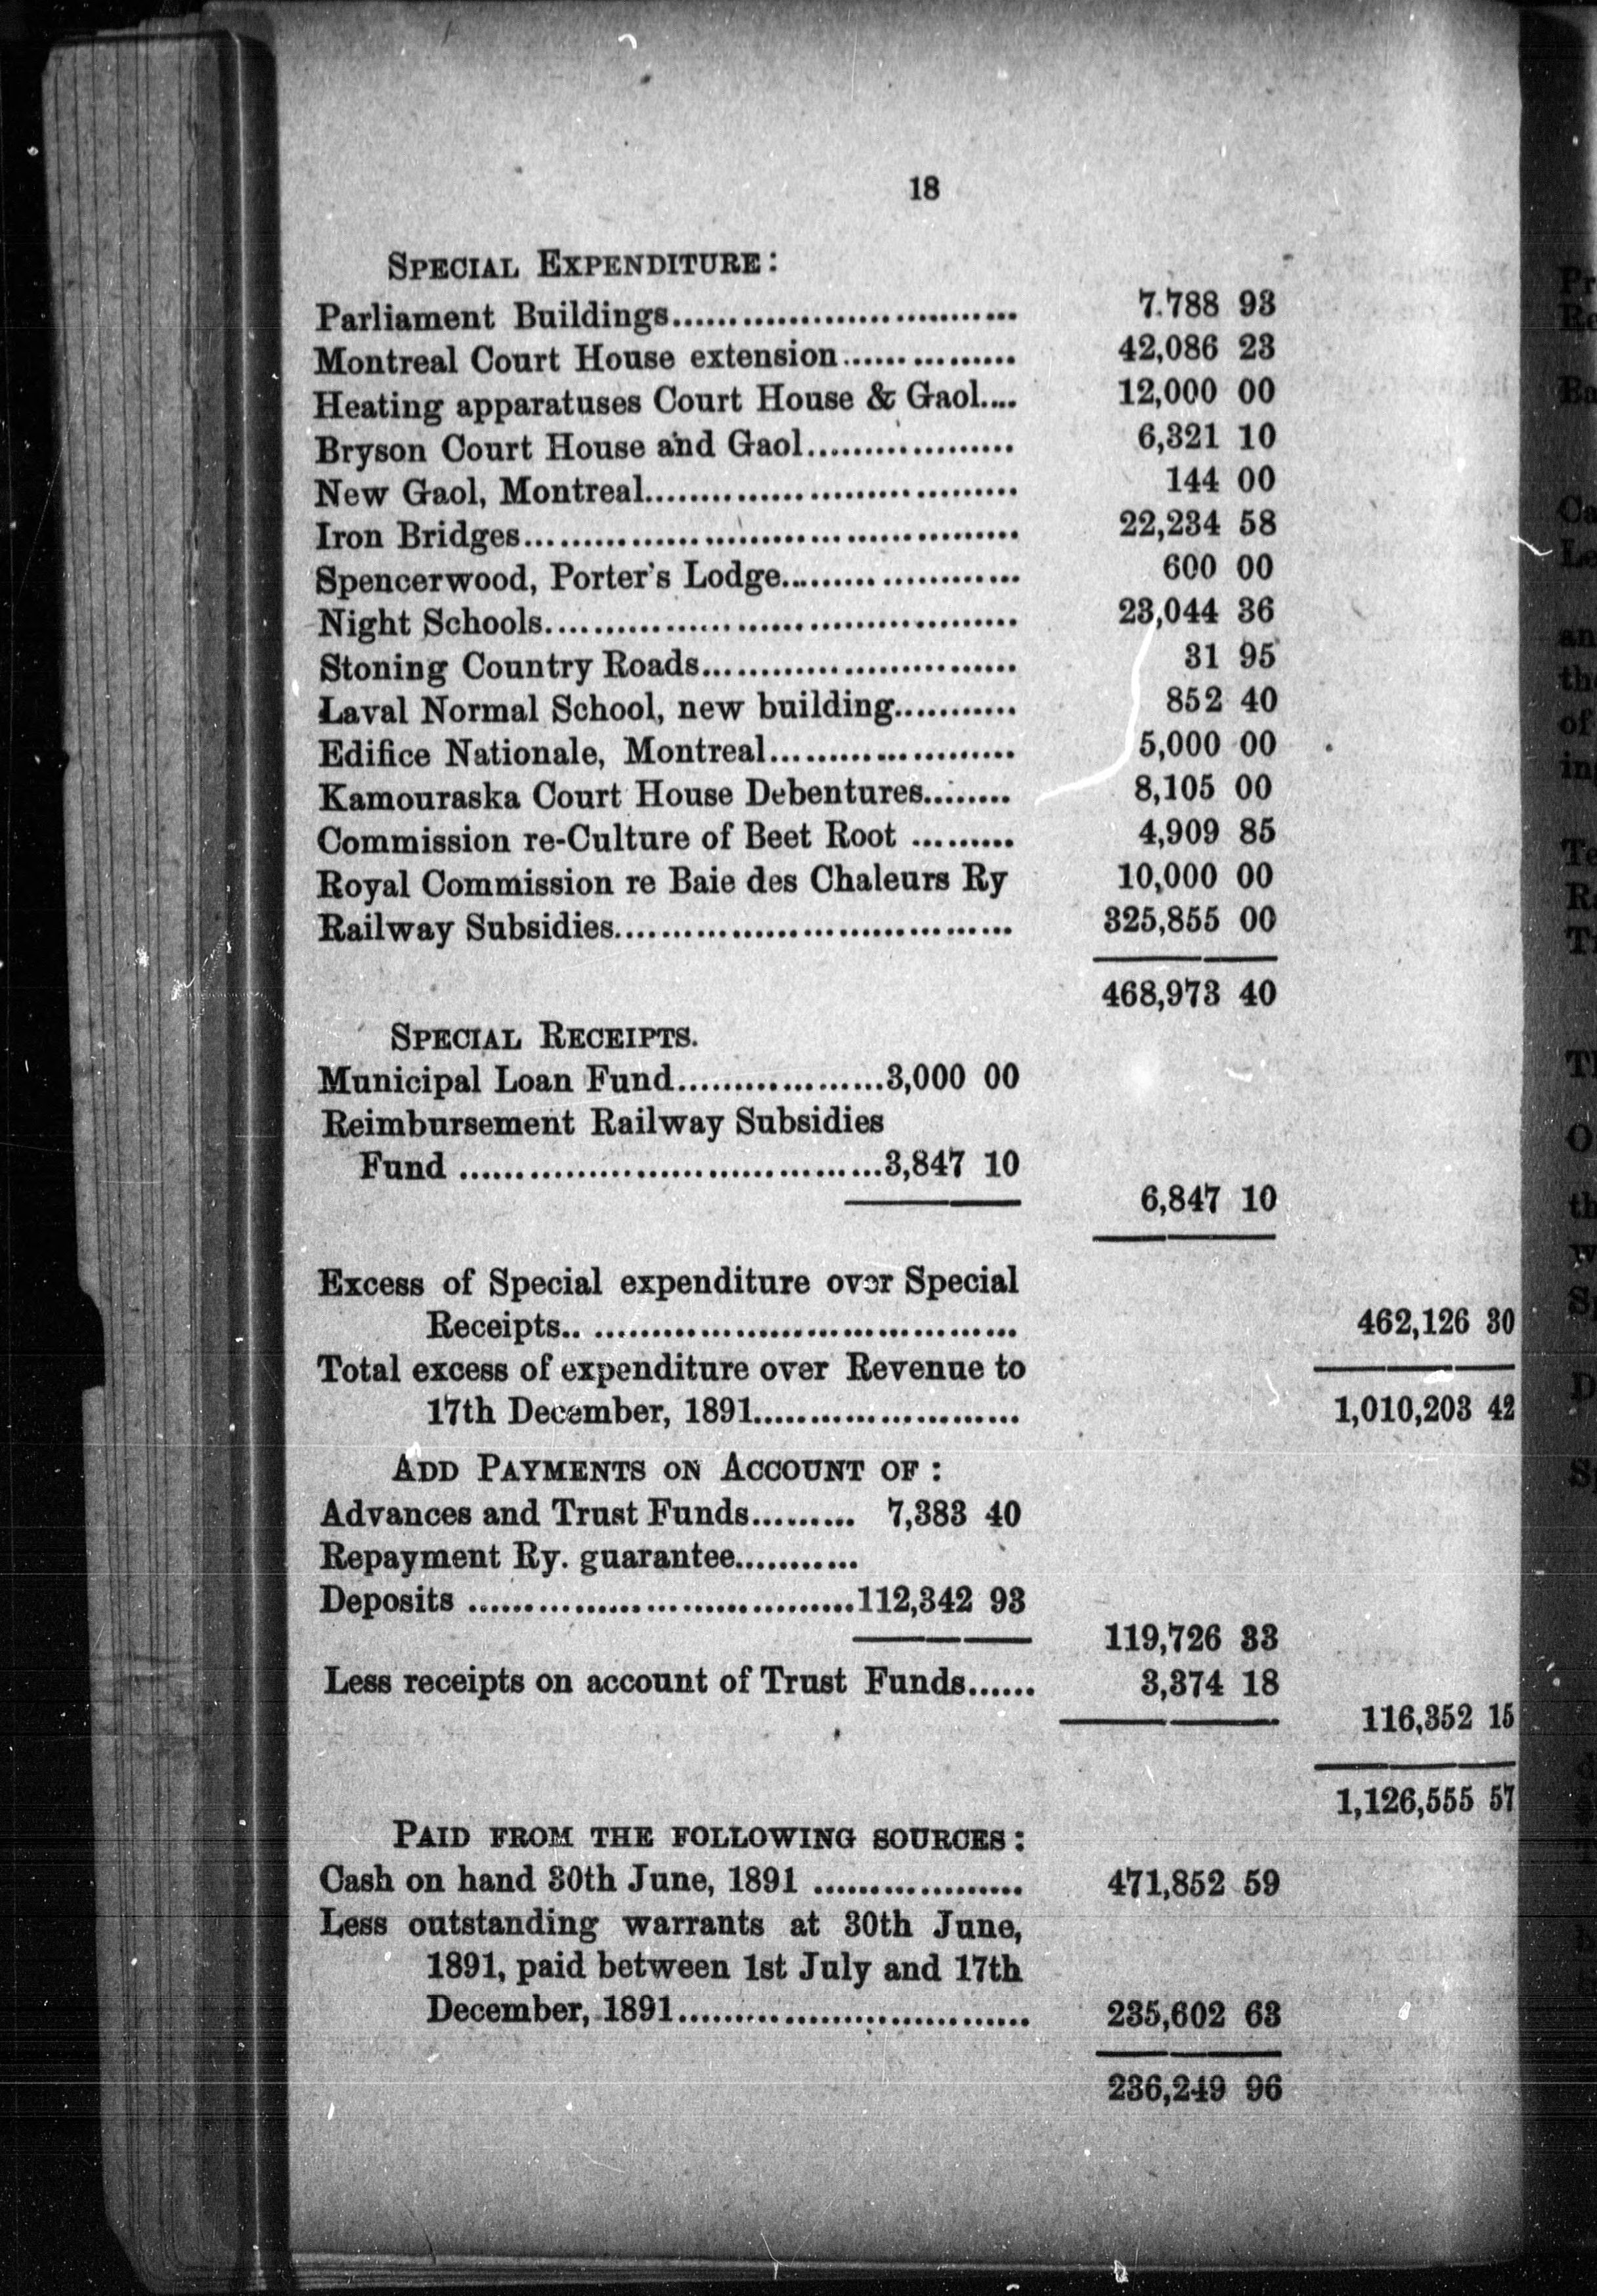 18
SPECIAL EXPENDITURE:
Parliament Buildings................................ 7.788 93
Montreal Court House extension................ 42,086 23
Heating apparatuses Court House & Gaol.... 12,000 00
Bryson Court House and Gaol................... 6,321 10
New Gaol, Montreal.................................. 144 00
Iron Bridges............................................. 22,234 58
Spencerwood, Porter's Lodge...................... 600 00
Night Schools........................................... 23,044 36
Stoning Country Roads............................. 31 95
Laval Normal School, new building........... 852 40
Edifice Nationale, Montreal...................... 5,000 00
Kamouraska Court House Debentures........ 8,105 00
Commission re-Culture of Beet Root ......... 4,909 85
Royal Commission re Baie des Chaleurs Ry 10,000 00
Railway Subsidies.................................... 325,855 00
468,973 40
SPECIAL RECEIPTS.
Municipal Loan Fund..................3,000 00
Reimbursement Railway Subsidies
Fund .....................................3,847 10
6,847 10
Excess of Special expenditure over Special
Receipts.. ...................................... 462,126 30
Total excess of expenditure over Revenue to
17th December, 1891........................ 1,010,203 42
ADD PAYMENTS ON ACCOUNT OF :
Advances and Trust Funds......... 7,383 40
Repayment Ry. guarantee...........
Deposits ..................................112,342 93
119,726 33
Less receipts on account of Trust Funds...... 3,374 18
116,352 15
1,126,555 57
PAID FROM THE FOLLOWING SOURCES :
Cash on hand 30th June, 1891 ................... 471,852 59
Less outstanding warrants at 30th June,
1891, paid between 1st July and 17th
December, 1891................................ 235,602 63
236,249 96